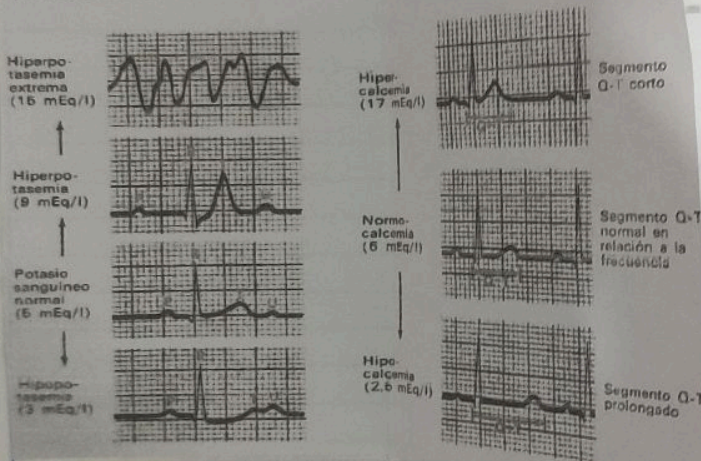 Hiperpo-
tasemia
extrema
(15 mEq/l)
Hiperpo-
tasemia
(9 mEq/l)
Potasio
sanguíneo
normal
(5 mEq/l)
Hipopo-
tasemia
(3 mEq/l)
Hiper-
calcemia
(17 mEq/l)
Normo-
calcemia
(6 mEq/l)
Hipo-
calcemia
(2,6 mEq/l)
Segmento
Q-T corto
Segmento Q-T
normal en
relación a la
frecuencia
Segmento Q-T
prolongado